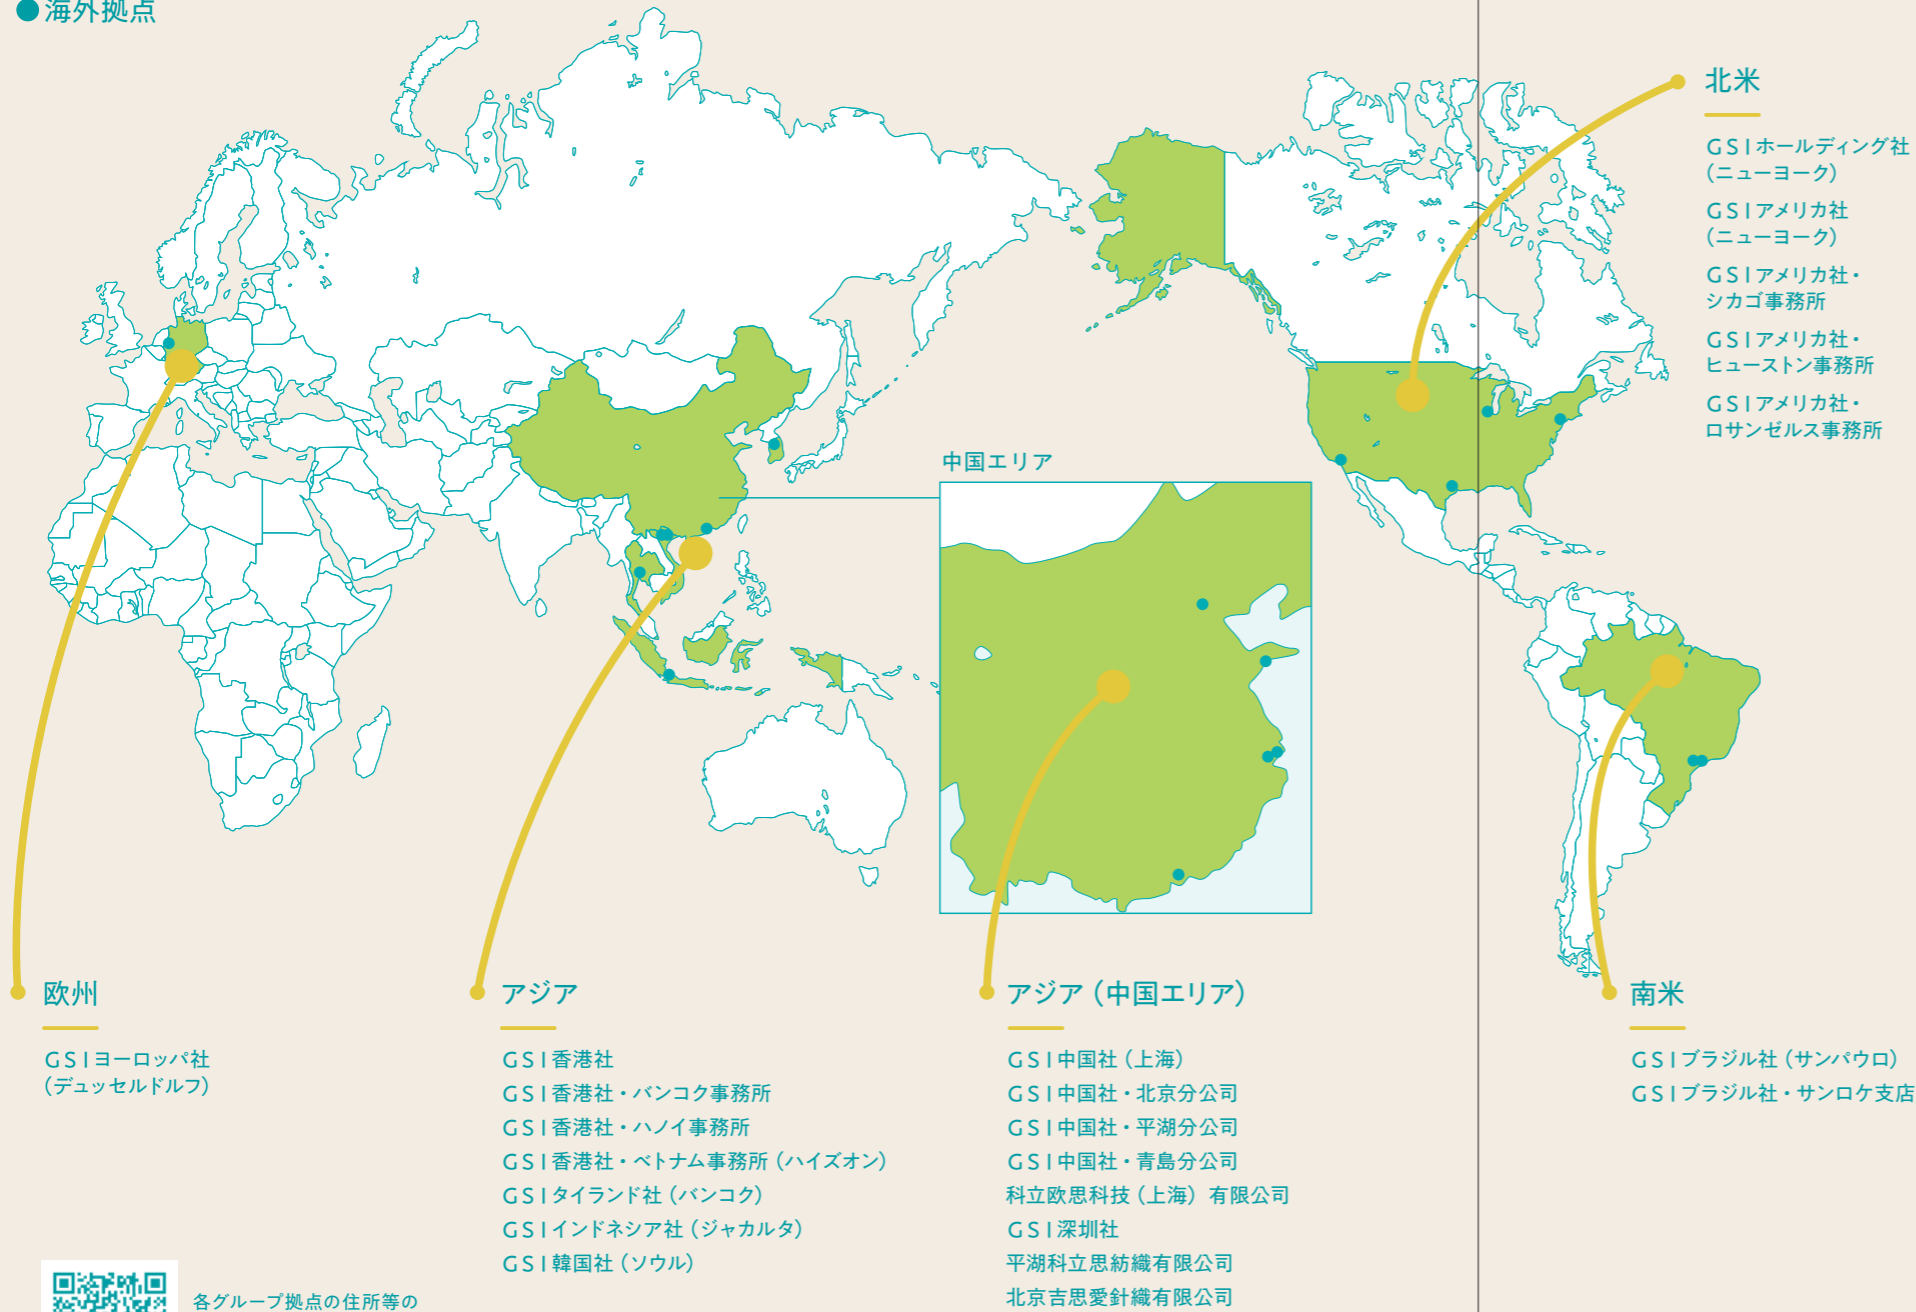 ●海外拠点
北米
GSIホールディング社
（ニューヨーク）
GSIアメリカ社
（ニューヨーク）
GSIアメリカ社・
シカゴ事務所
GSIアメリカ社・
ヒューストン事務所
GSIアメリカ社・
ロサンゼルス事務所
中国エリア
欧州
GSIヨーロッパ社
（デュッセルドルフ）
アジア
GSI香港社
GSI香港社・バンコク事務所
GSI香港社・ハノイ事務所
GSI香港社・ベトナム事務所（ハイズオン）
GSIタイランド社（バンコク）
GSIインドネシア社（ジャカルタ）
GSI韓国社（ソウル）
アジア（中国エリア）
GSI中国社（上海）
GSI中国社・北京分公司
GSI中国社・平湖分公司
GSI中国社・青島分公司
科立欧思科技（上海）有限公司
GSI深圳社
平湖科立思紡織有限公司
北京吉思愛針織有限公司
南米
GSIブラジル社（サンパウロ）
GSIブラジル社・サンロケ支店
各グループ拠点の住所等の